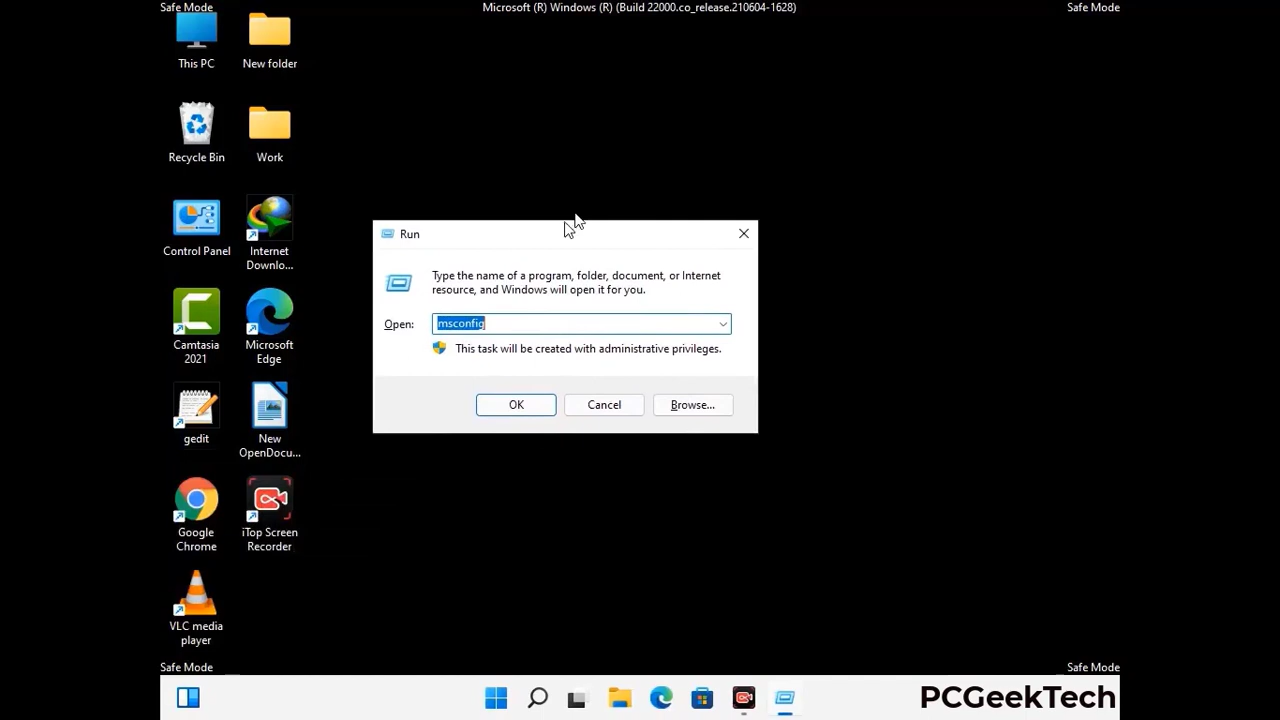 Safe Mode
Microsoft (R) Windows (R) (Build 22000.co_release.210604-1628)
Safe Mode
This PC
New folder
Recycle Bin
Work
Control Panel
Internet
Downlo...
Camtasia
2021
Microsoft
Edge
gedit
New
OpenDocu...
Google
Chrome
iTop Screen
Recorder
VLC media
player
Run
Type the name of a program, folder, document, or Internet
resource, and Windows will open it for you.
Open:
msconfig
This task will be created with administrative privileges.
OK
Cancel
Browse...
Safe Mode
Safe Mode
PCGeekTech